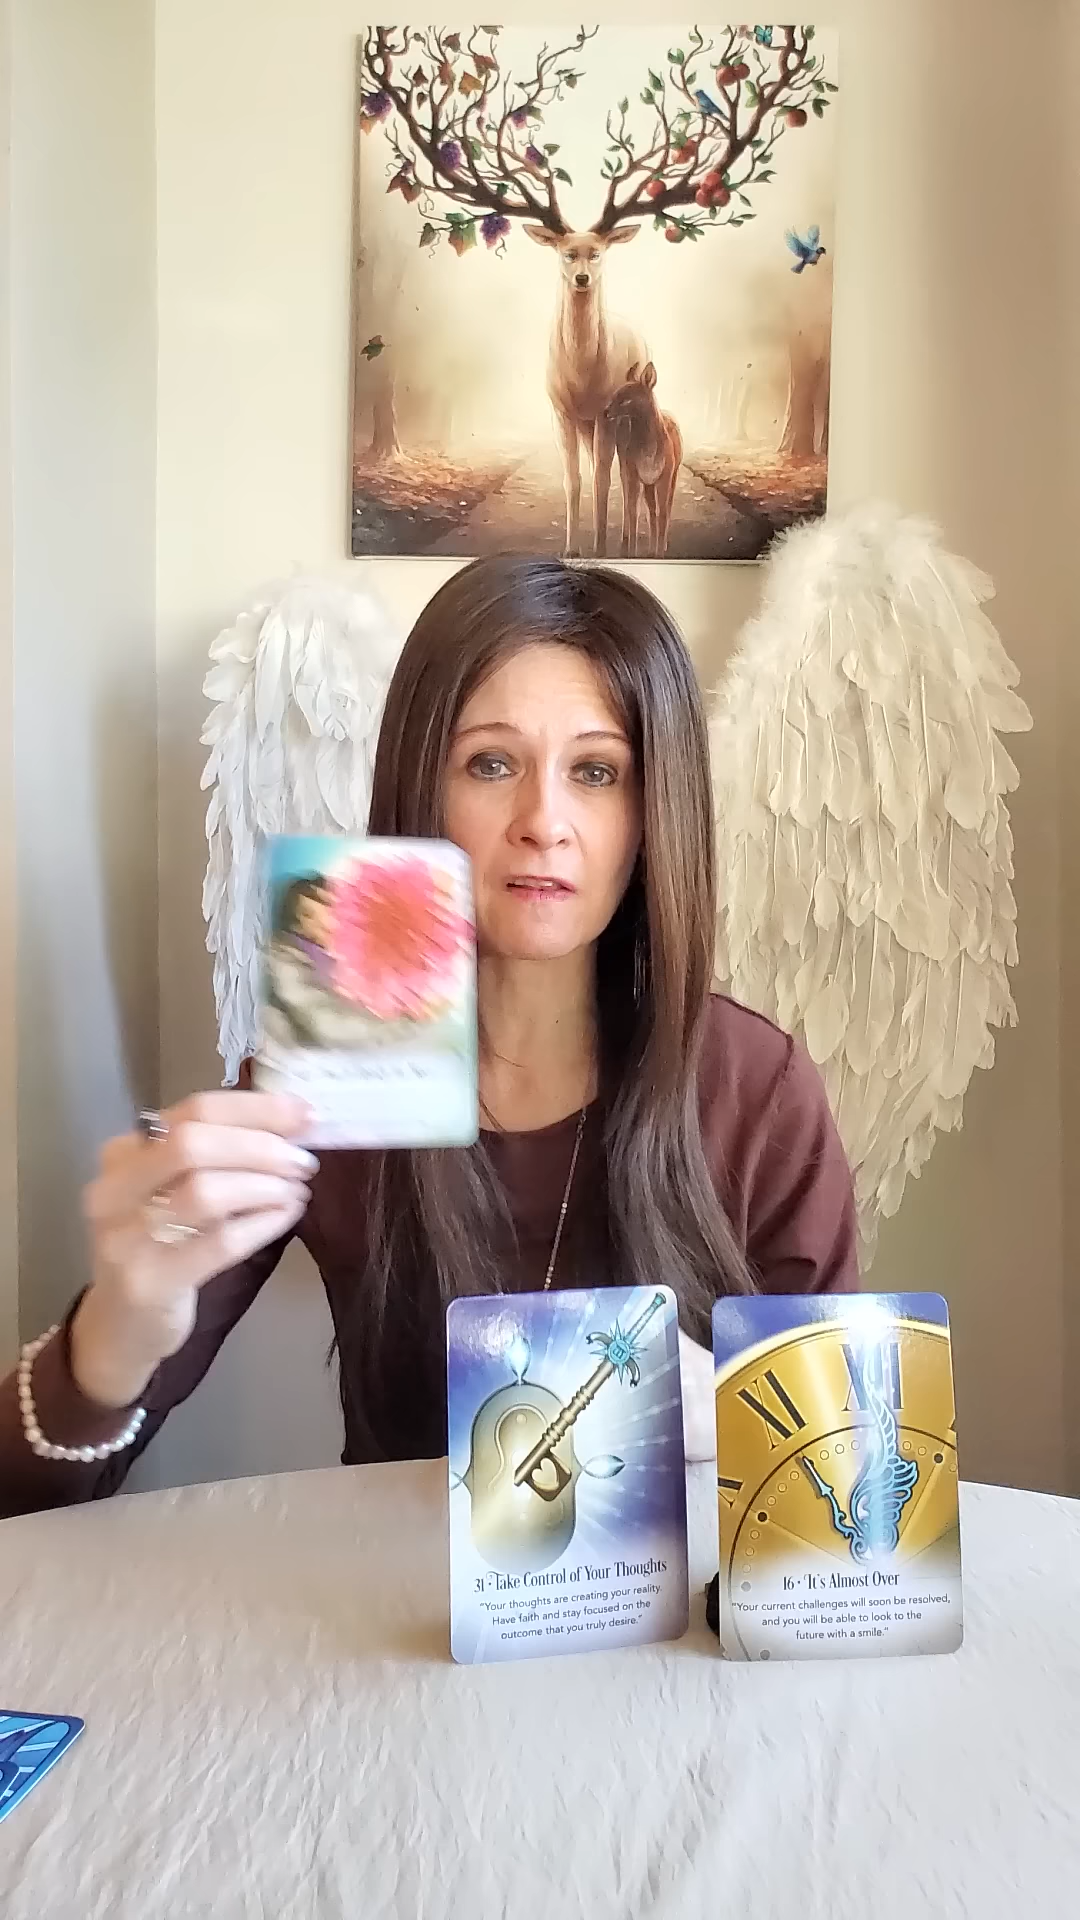 31 • Take Control of Your Thoughts
"Your thoughts are creating your reality.
Have faith and stay focused on the
outcome that you truly desire."
XI XII
16 • It's Almost Over
"Your current challenges will soon be resolved,
and you will be able to look to the
future with a smile."